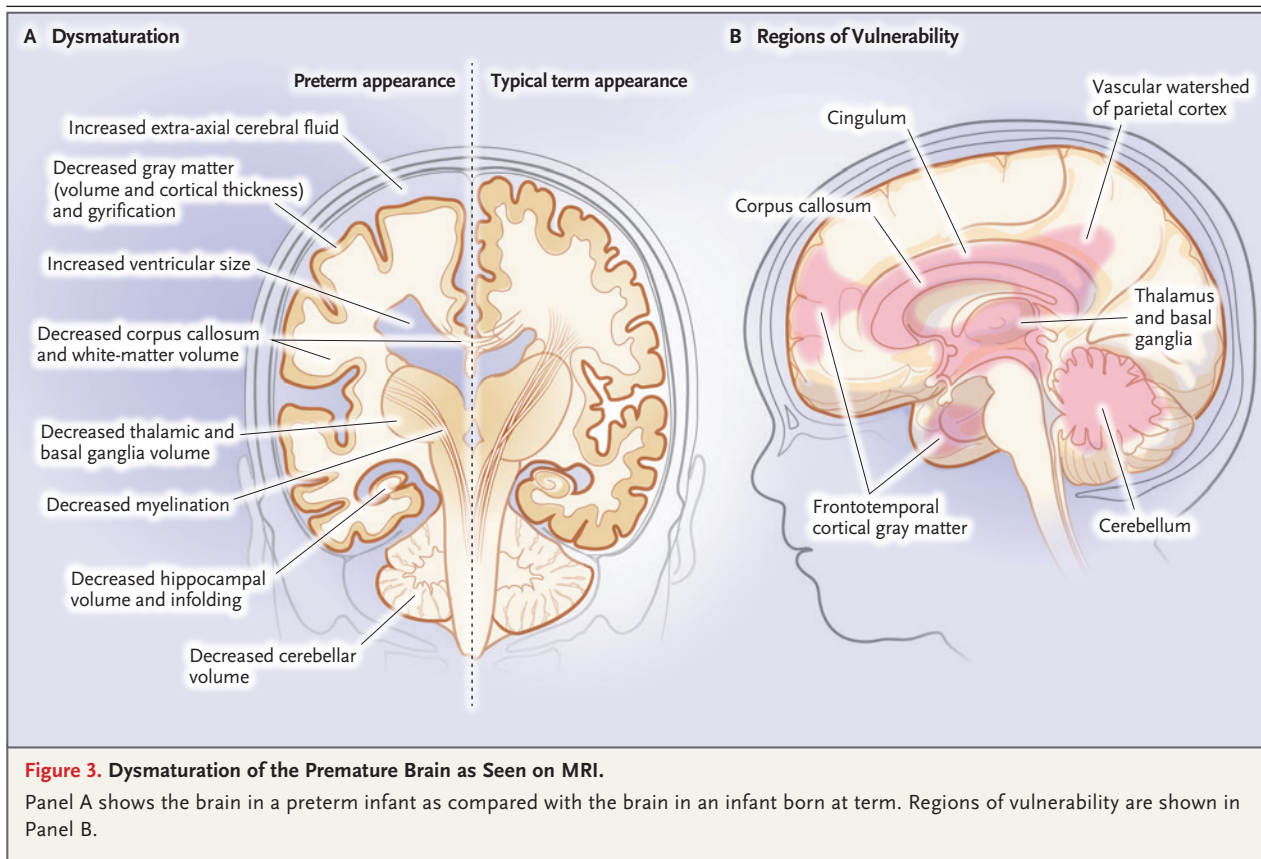 A Dysmaturation
Preterm appearance
Typical term appearance
Increased extra-axial cerebral fluid
Decreased gray matter
(volume and cortical thickness)
and gyrification
Increased ventricular size
Decreased corpus callosum
and white-matter volume
Decreased thalamic and
basal ganglia volume
Decreased myelination
Decreased hippocampal
volume and infolding
Decreased cerebellar
volume
B Regions of Vulnerability
Vascular watershed
of parietal cortex
Cingulum
Corpus callosum
Thalamus
and basal
ganglia
Frontotemporal
cortical gray matter
Cerebellum
Figure 3. Dysmaturation of the Premature Brain as Seen on MRI.
Panel A shows the brain in a preterm infant as compared with the brain in an infant born at term. Regions of vulnerability are shown in
Panel B.